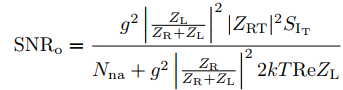 SNR_o = \frac{g^2 \left| \frac{Z_L}{Z_R + Z_L} \right|^2 |Z_{RT}|^2 S_{I_T}}{N_{na} + g^2 \left| \frac{Z_R}{Z_R + Z_L} \right|^2 2kT Re Z_L}